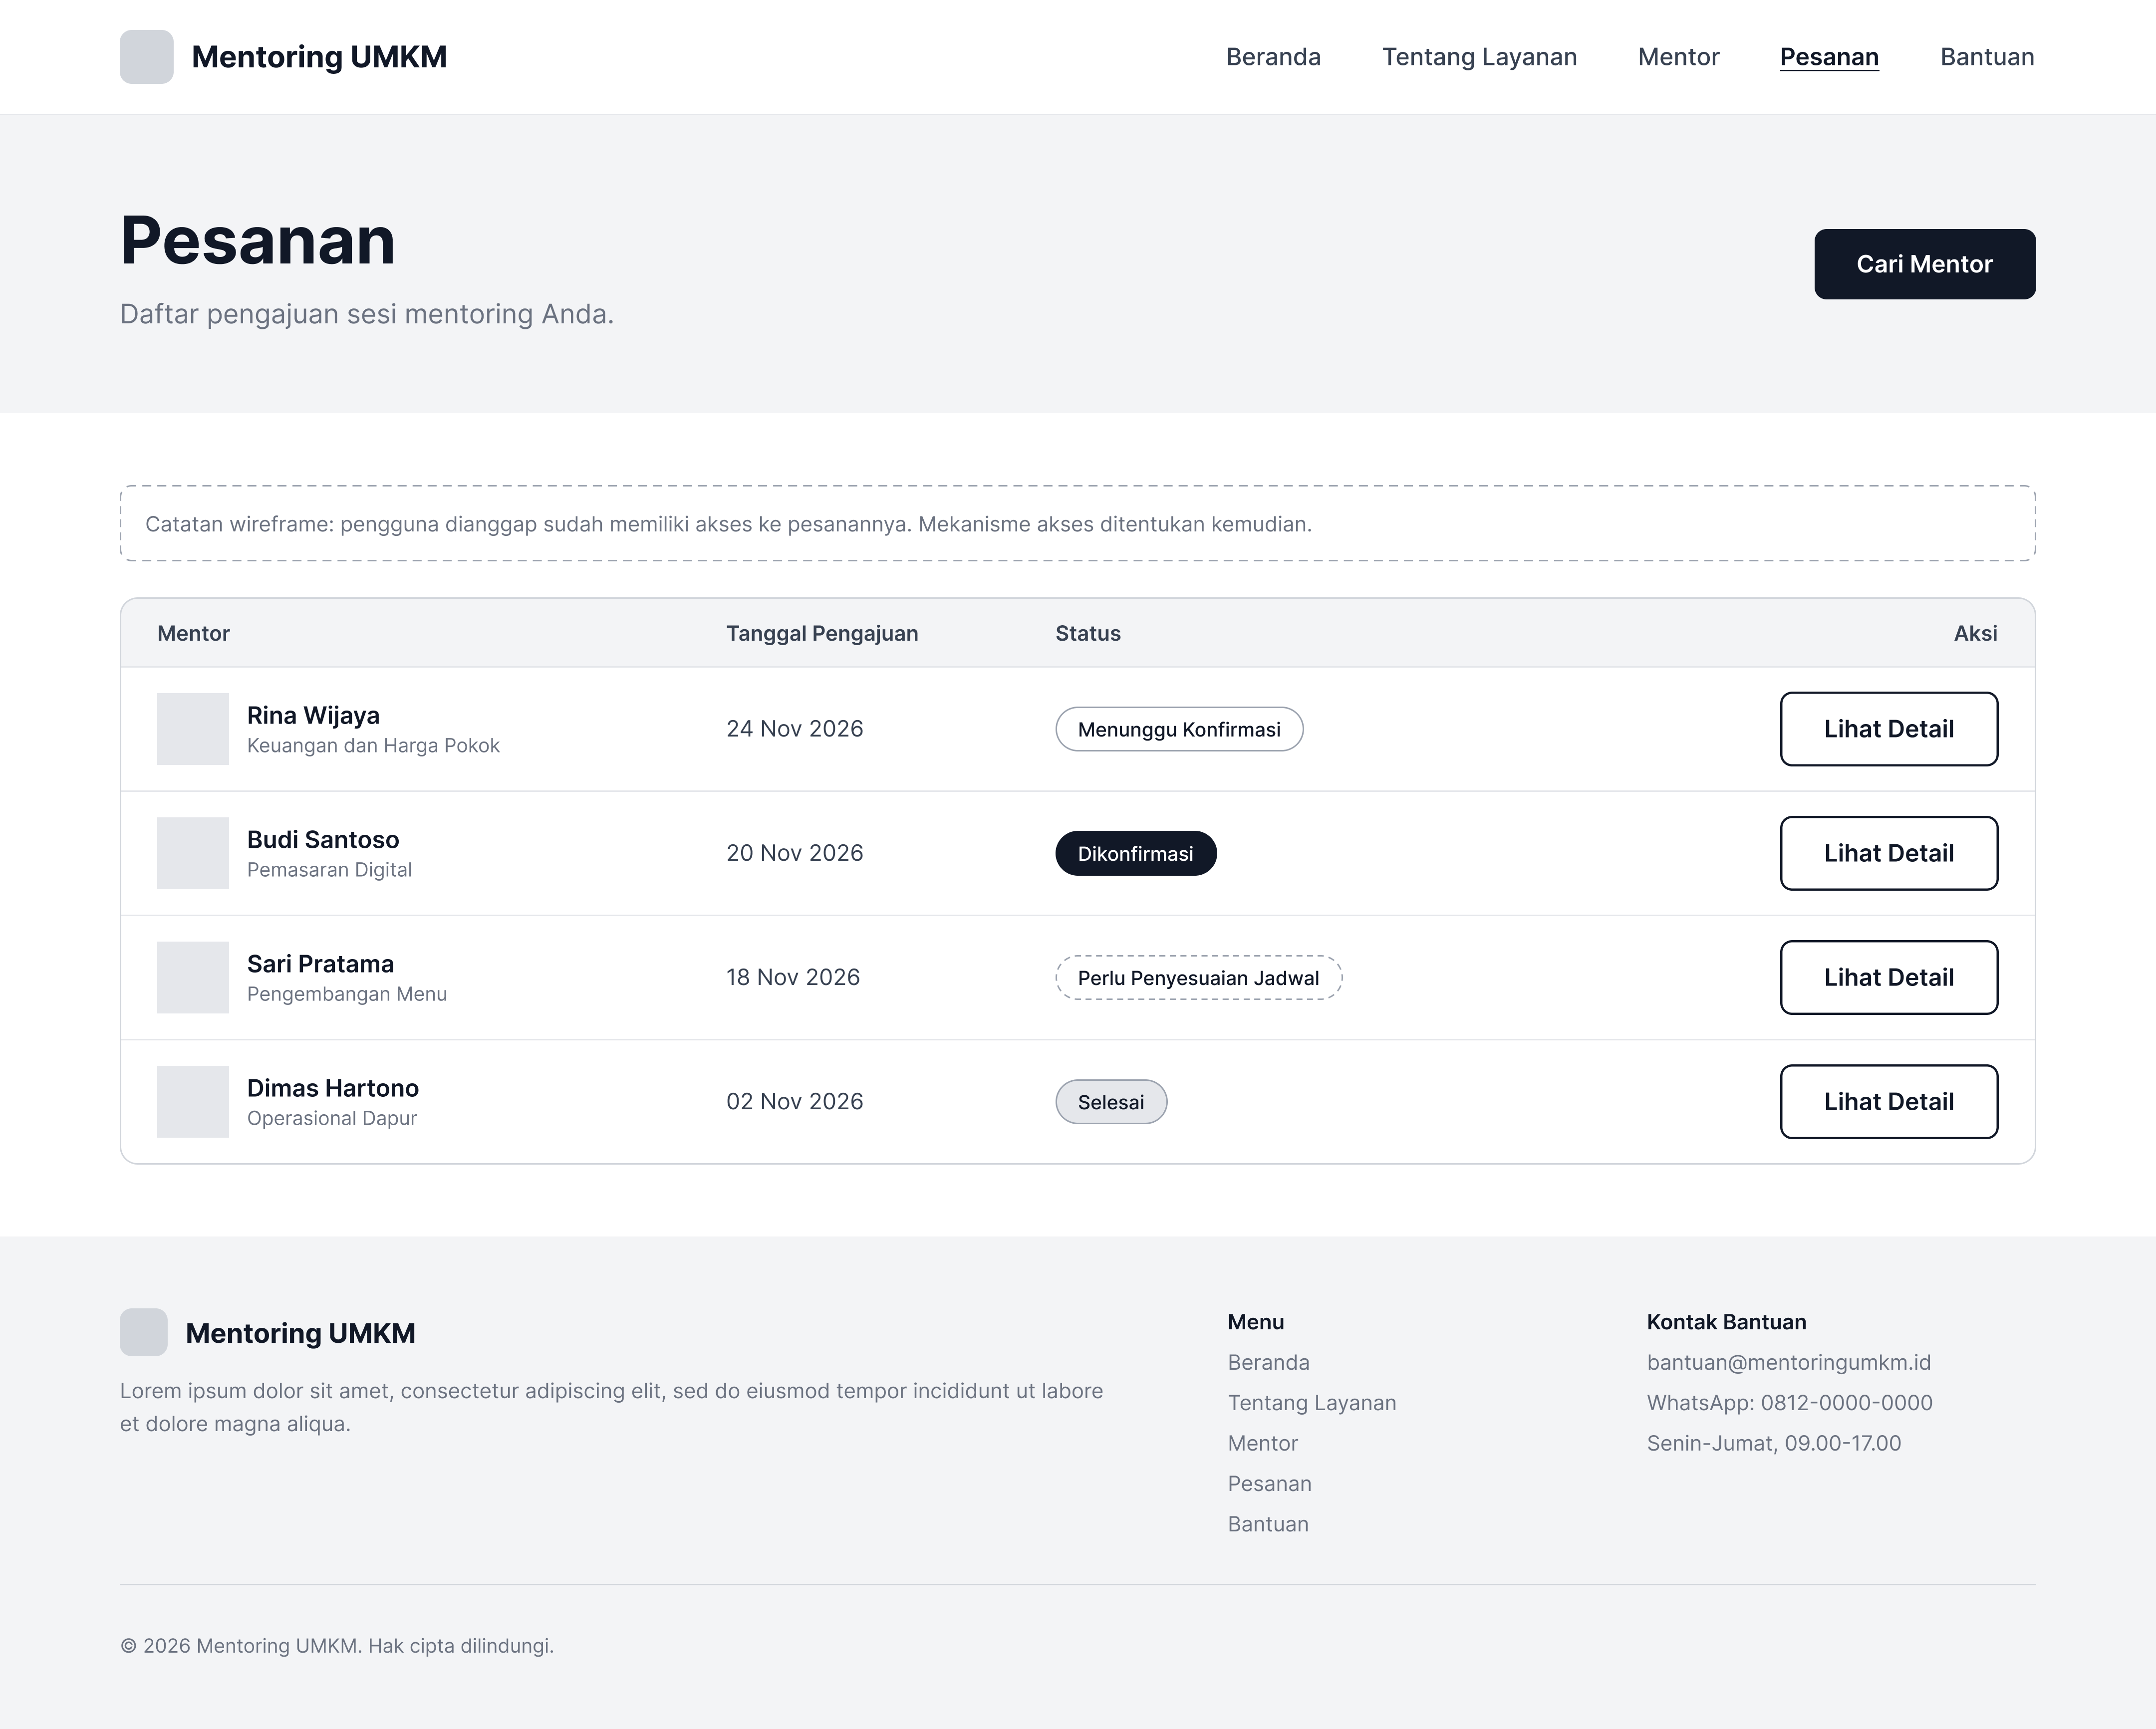 Mentoring UMKM
Beranda
Tentang Layanan
Mentor
Pesanan
Bantuan
Pesanan
Daftar pengajuan sesi mentoring Anda.
Cari Mentor
Catatan wireframe: pengguna dianggap sudah memiliki akses ke pesanannya. Mekanisme akses ditentukan kemudian.
Mentor
Tanggal Pengajuan
Status
Aksi
Rina Wijaya
Keuangan dan Harga Pokok
24 Nov 2026
Menunggu Konfirmasi
Lihat Detail
Budi Santoso
Pemasaran Digital
20 Nov 2026
Dikonfirmasi
Lihat Detail
Sari Pratama
Pengembangan Menu
18 Nov 2026
Perlu Penyesuaian Jadwal
Lihat Detail
Dimas Hartono
Operasional Dapur
02 Nov 2026
Selesai
Lihat Detail
Mentoring UMKM
Lorem ipsum dolor sit amet, consectetur adipiscing elit, sed do eiusmod tempor incididunt ut labore
et dolore magna aliqua.
Menu
Beranda
Tentang Layanan
Mentor
Pesanan
Bantuan
Kontak Bantuan
bantuan@mentoringumkm.id
WhatsApp: 0812-0000-0000
Senin-Jumat, 09.00-17.00
© 2026 Mentoring UMKM. Hak cipta dilindungi.